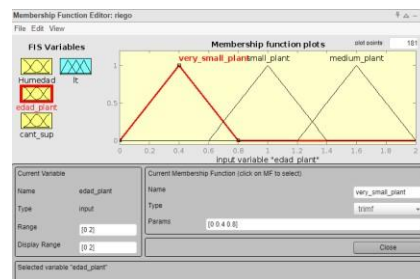 Membership Function Editor: riego
File Edit View
FIS Variables
Membership function plots
plot points: 181
Humedad
It
edad_plant
cant_sup
very_small_plant small_plant medium_plant
1
0.5
0
0 0.2 0.4 0.6 0.8 1 1.2 1.4 1.6 1.8 2
input variable "edad_plant"
Current Variable
Name edad_plant
Type input
Range [0 2]
Display Range [0 2]
Current Membership Function (click on MF to select)
Name very_small_plant
Type trimf
Params [0 0.4 0.8]
Close
Selected variable "edad_plant"